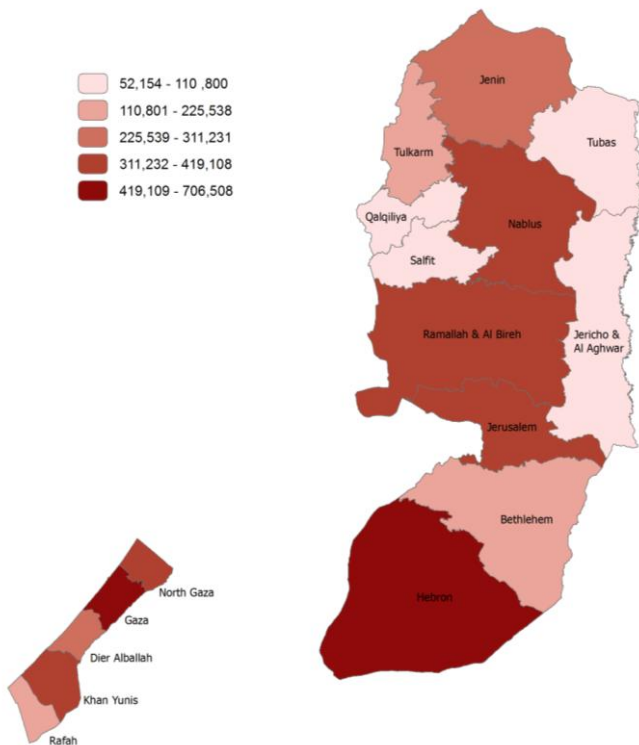 52,154 - 110 ,800
110,801 - 225,538
225,539 - 311,231
311,232 - 419,108
419,109 - 706,508
Jenin
Tubas
Tulkarm
Qalqiliya
Nablus
Salfit
Ramallah & Al Bireh
Jericho &
Al Aghwar
Jerusalem
Bethlehem
Hebron
North Gaza
Gaza
Dier Alballah
Khan Yunis
Rafah